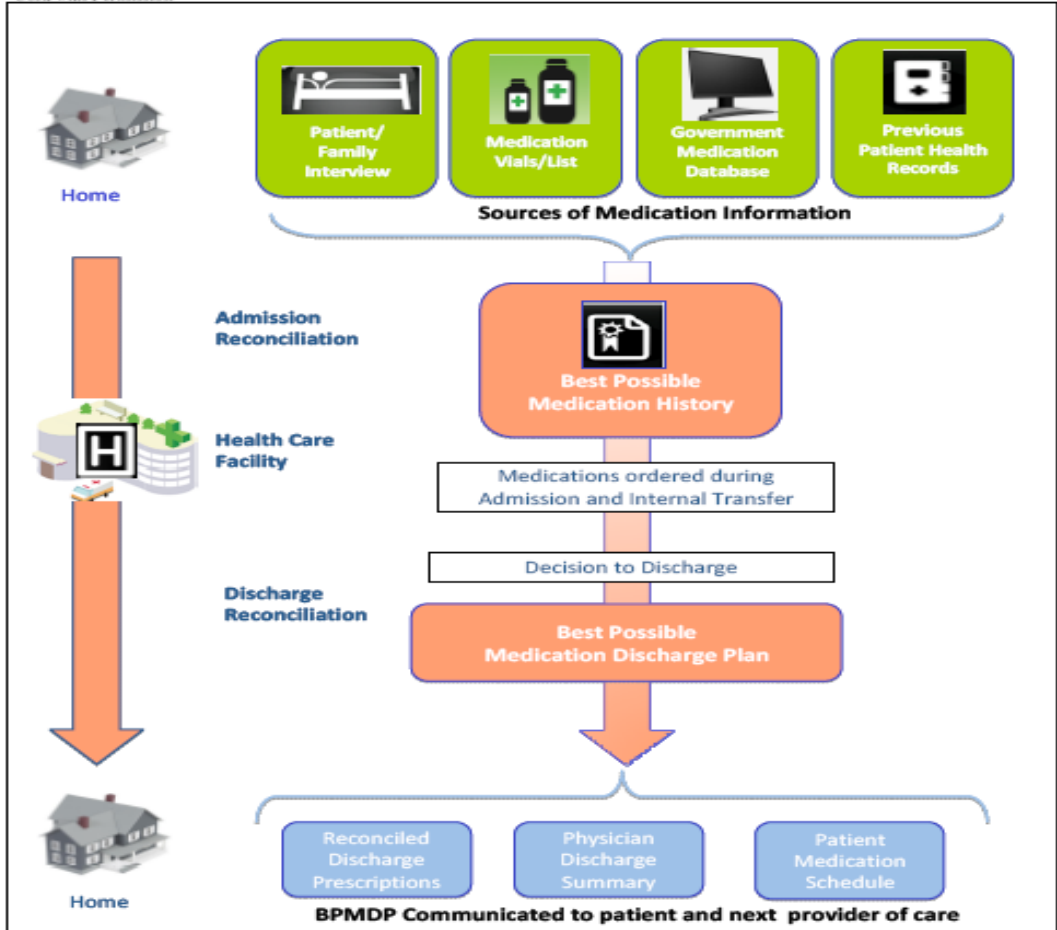 Patient/
Family
Interview
Medication
Vials/List
Government
Medication
Database
Previous
Patient Health
Records
Home
Sources of Medication Information
Admission
Reconciliation
Best Possible
Medication History
H
Health Care
Facility
Medications ordered during
Admission and Internal Transfer
Decision to Discharge
Discharge
Reconciliation
Best Possible
Medication Discharge Plan
Reconciled
Discharge
Prescriptions
Physician
Discharge
Summary
Patient
Medication
Schedule
Home
BPMDP Communicated to patient and next provider of care